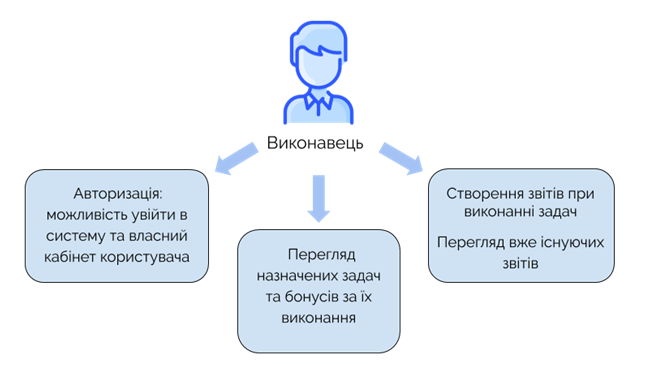 Виконавець
Авторизація:
можливість увійти в
систему та власний
кабінет користувача
Перегляд
назначених задач
та бонусів за їх
виконання
Створення звітів при
виконанні задач
Перегляд вже існуючих
звітів